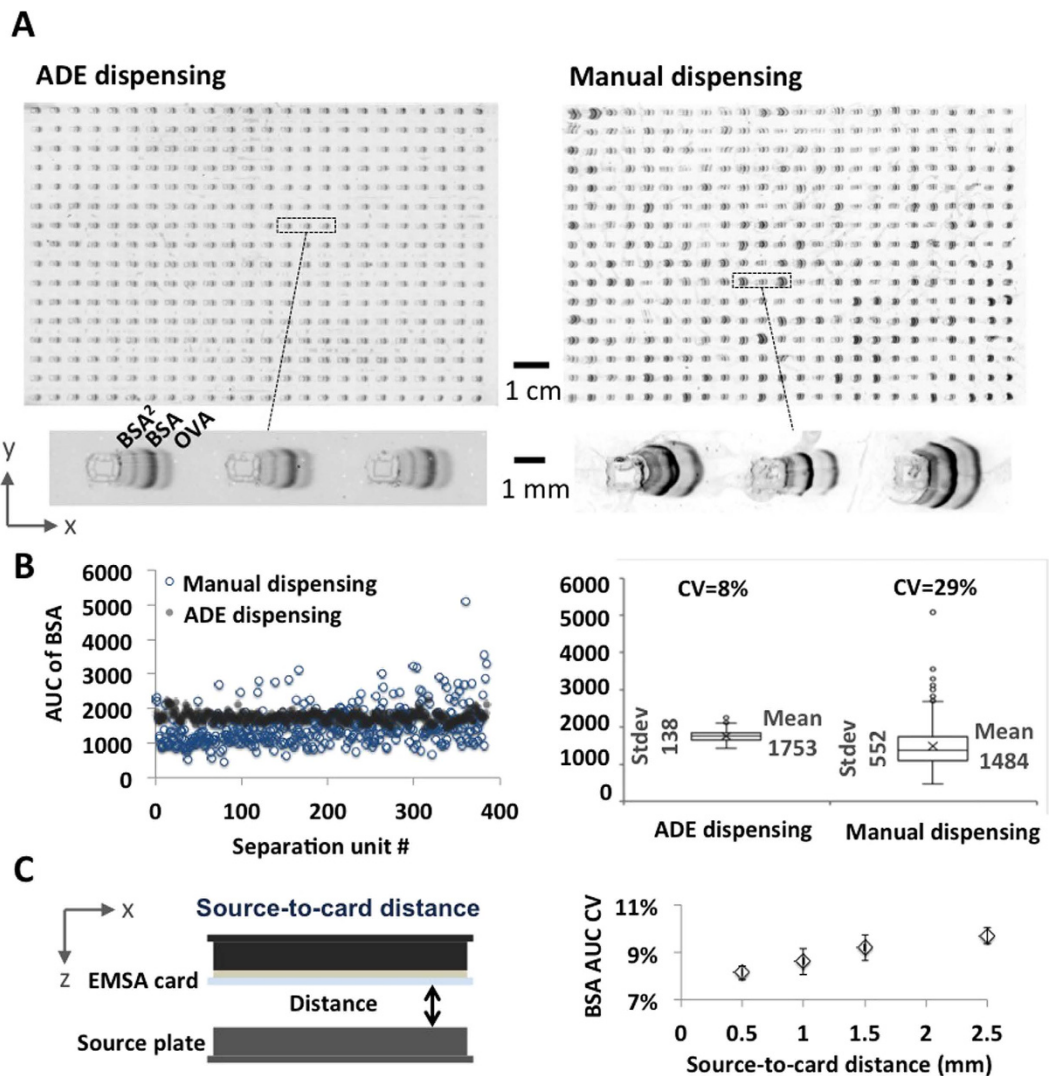 A
ADE dispensing
Manual dispensing
1 cm
BSA²
BSA
OVA
1 mm
y
x
B
AUC of BSA
6000
5000
4000
3000
2000
1000
0
Manual dispensing
ADE dispensing
0
100
200
300
400
Separation unit #
6000
5000
4000
3000
2000
1000
0
CV=8%
CV=29%
Stdev
138
Mean
1753
Stdev
552
Mean
1484
ADE dispensing
Manual dispensing
C
x
z
Source-to-card distance
EMSA card
Distance
Source plate
BSA AUC CV
11%
9%
7%
0
0.5
1
1.5
2
2.5
Source-to-card distance (mm)